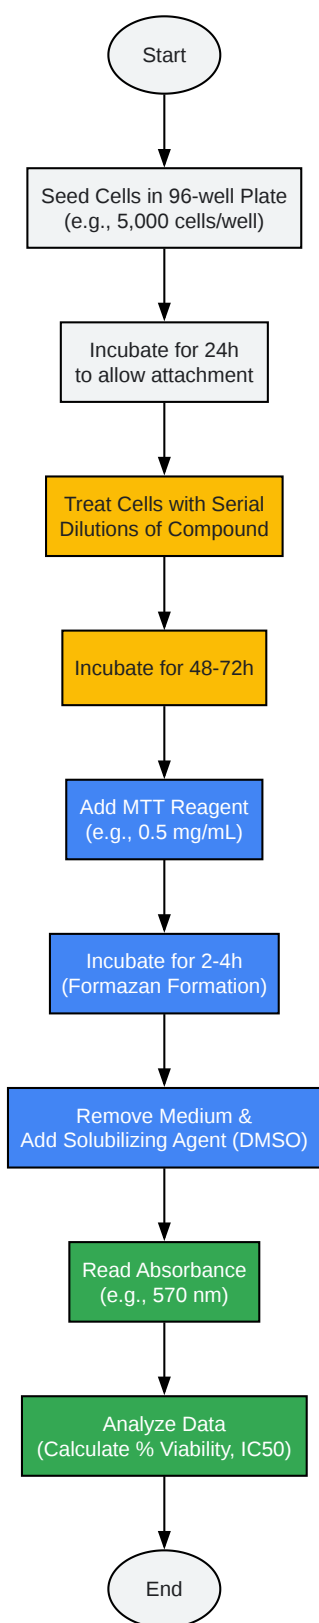 Start
Seed Cells in 96-well Plate
(e.g., 5,000 cells/well)
Incubate for 24h
to allow attachment
Treat Cells with Serial
Dilutions of Compound
Incubate for 48-72h
Add MTT Reagent
(e.g., 0.5 mg/mL)
Incubate for 2-4h
(Formazan Formation)
Remove Medium &
Add Solubilizing Agent (DMSO)
Read Absorbance
(e.g., 570 nm)
Analyze Data
(Calculate % Viability, IC50)
End